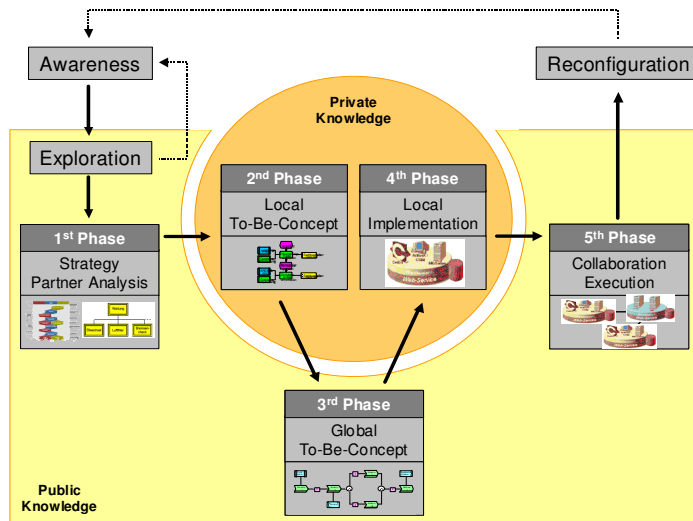 Awareness
Reconfiguration
Private
Knowledge
Exploration
2nd Phase
Local
To-Be-Concept
4th Phase
Local
Implementation
1st Phase
Strategy
Partner Analysis
5th Phase
Collaboration
Execution
3rd Phase
Global
To-Be-Concept
Public
Knowledge